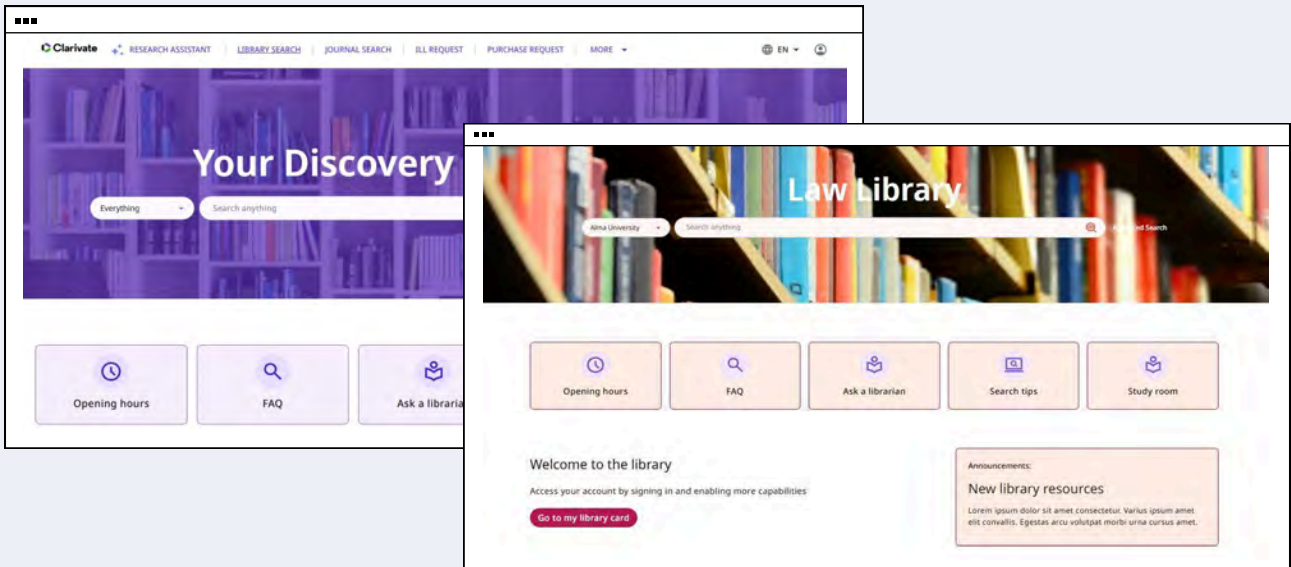 Clarivate RESEARCH ASSISTANT LIBRARY SEARCH JOURNAL SEARCH ILL REQUEST PURCHASE REQUEST MORE EN
Your Discovery
Everything Search anything
Opening hours FAQ Ask a libraria
Law Library
Alma University Search anything ed Search
Opening hours FAQ Ask a librarian Search tips Study room
Welcome to the library
Access your account by signing in and enabling more capabilities
Go to my library card
Announcements:
New library resources
Lorem ipsum dolor sit amet consectetur. Varius ipsum amet
elit convallis. Egestas arcu volutpat morbi urna cursus amet.